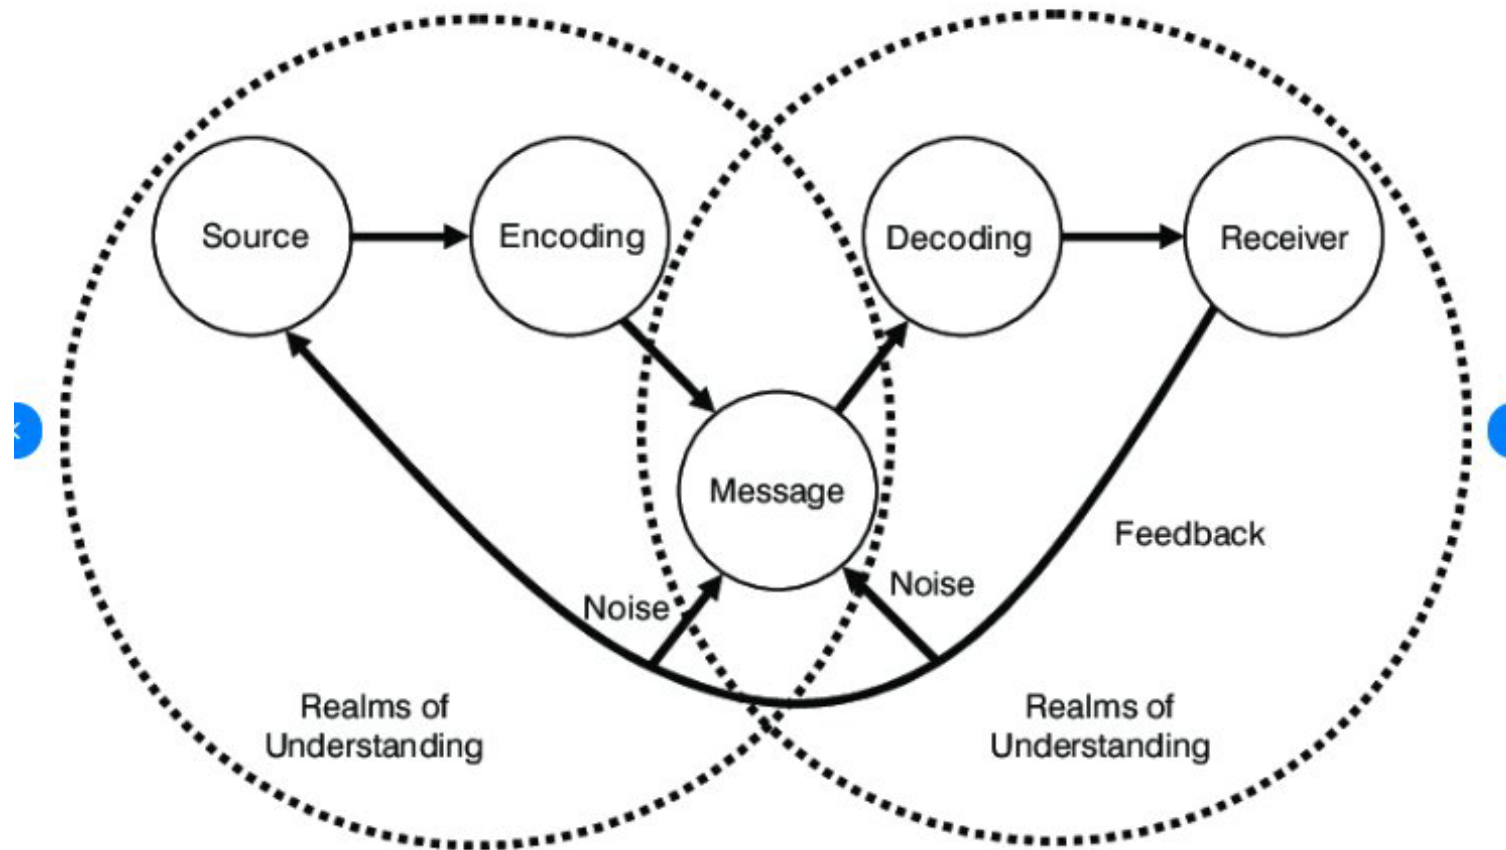 Source
Encoding
Decoding
Receiver
Message
Feedback
Noise
Noise
Realms of
Understanding
Realms of
Understanding